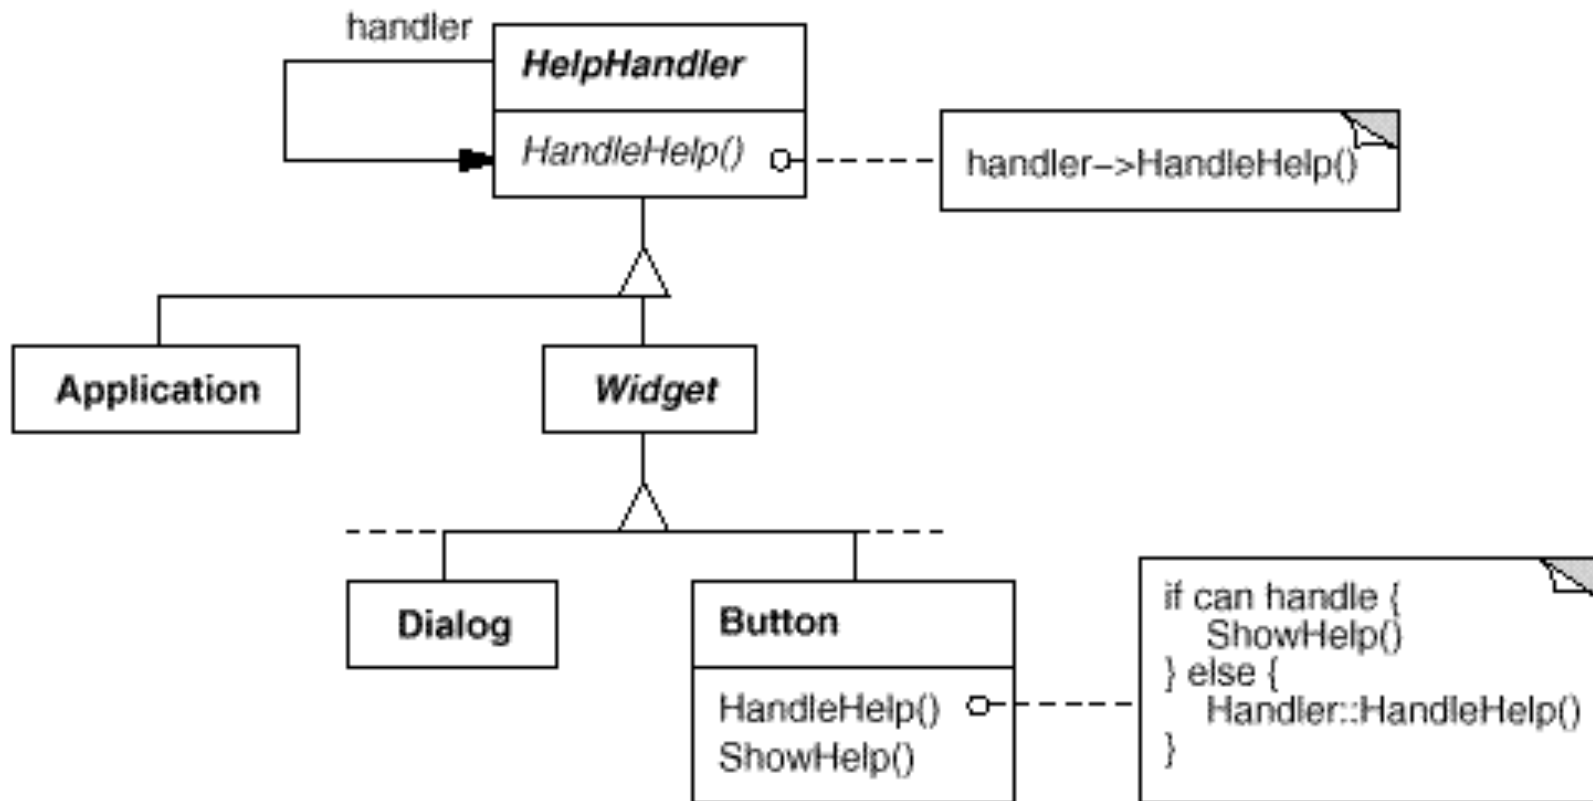 handler
HelpHandler
HandleHelp()
handler–>HandleHelp()
Application
Widget
Dialog
Button
HandleHelp()
ShowHelp()
if can handle {
ShowHelp()
} else {
Handler::HandleHelp()
}